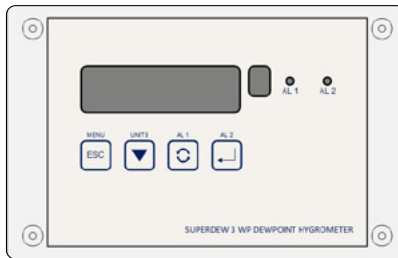 AL 1 AL 2
MENU UNITS AL 1 AL 2
ESC
SUPERDEW 3 WP DEWPOINT HYGROMETER